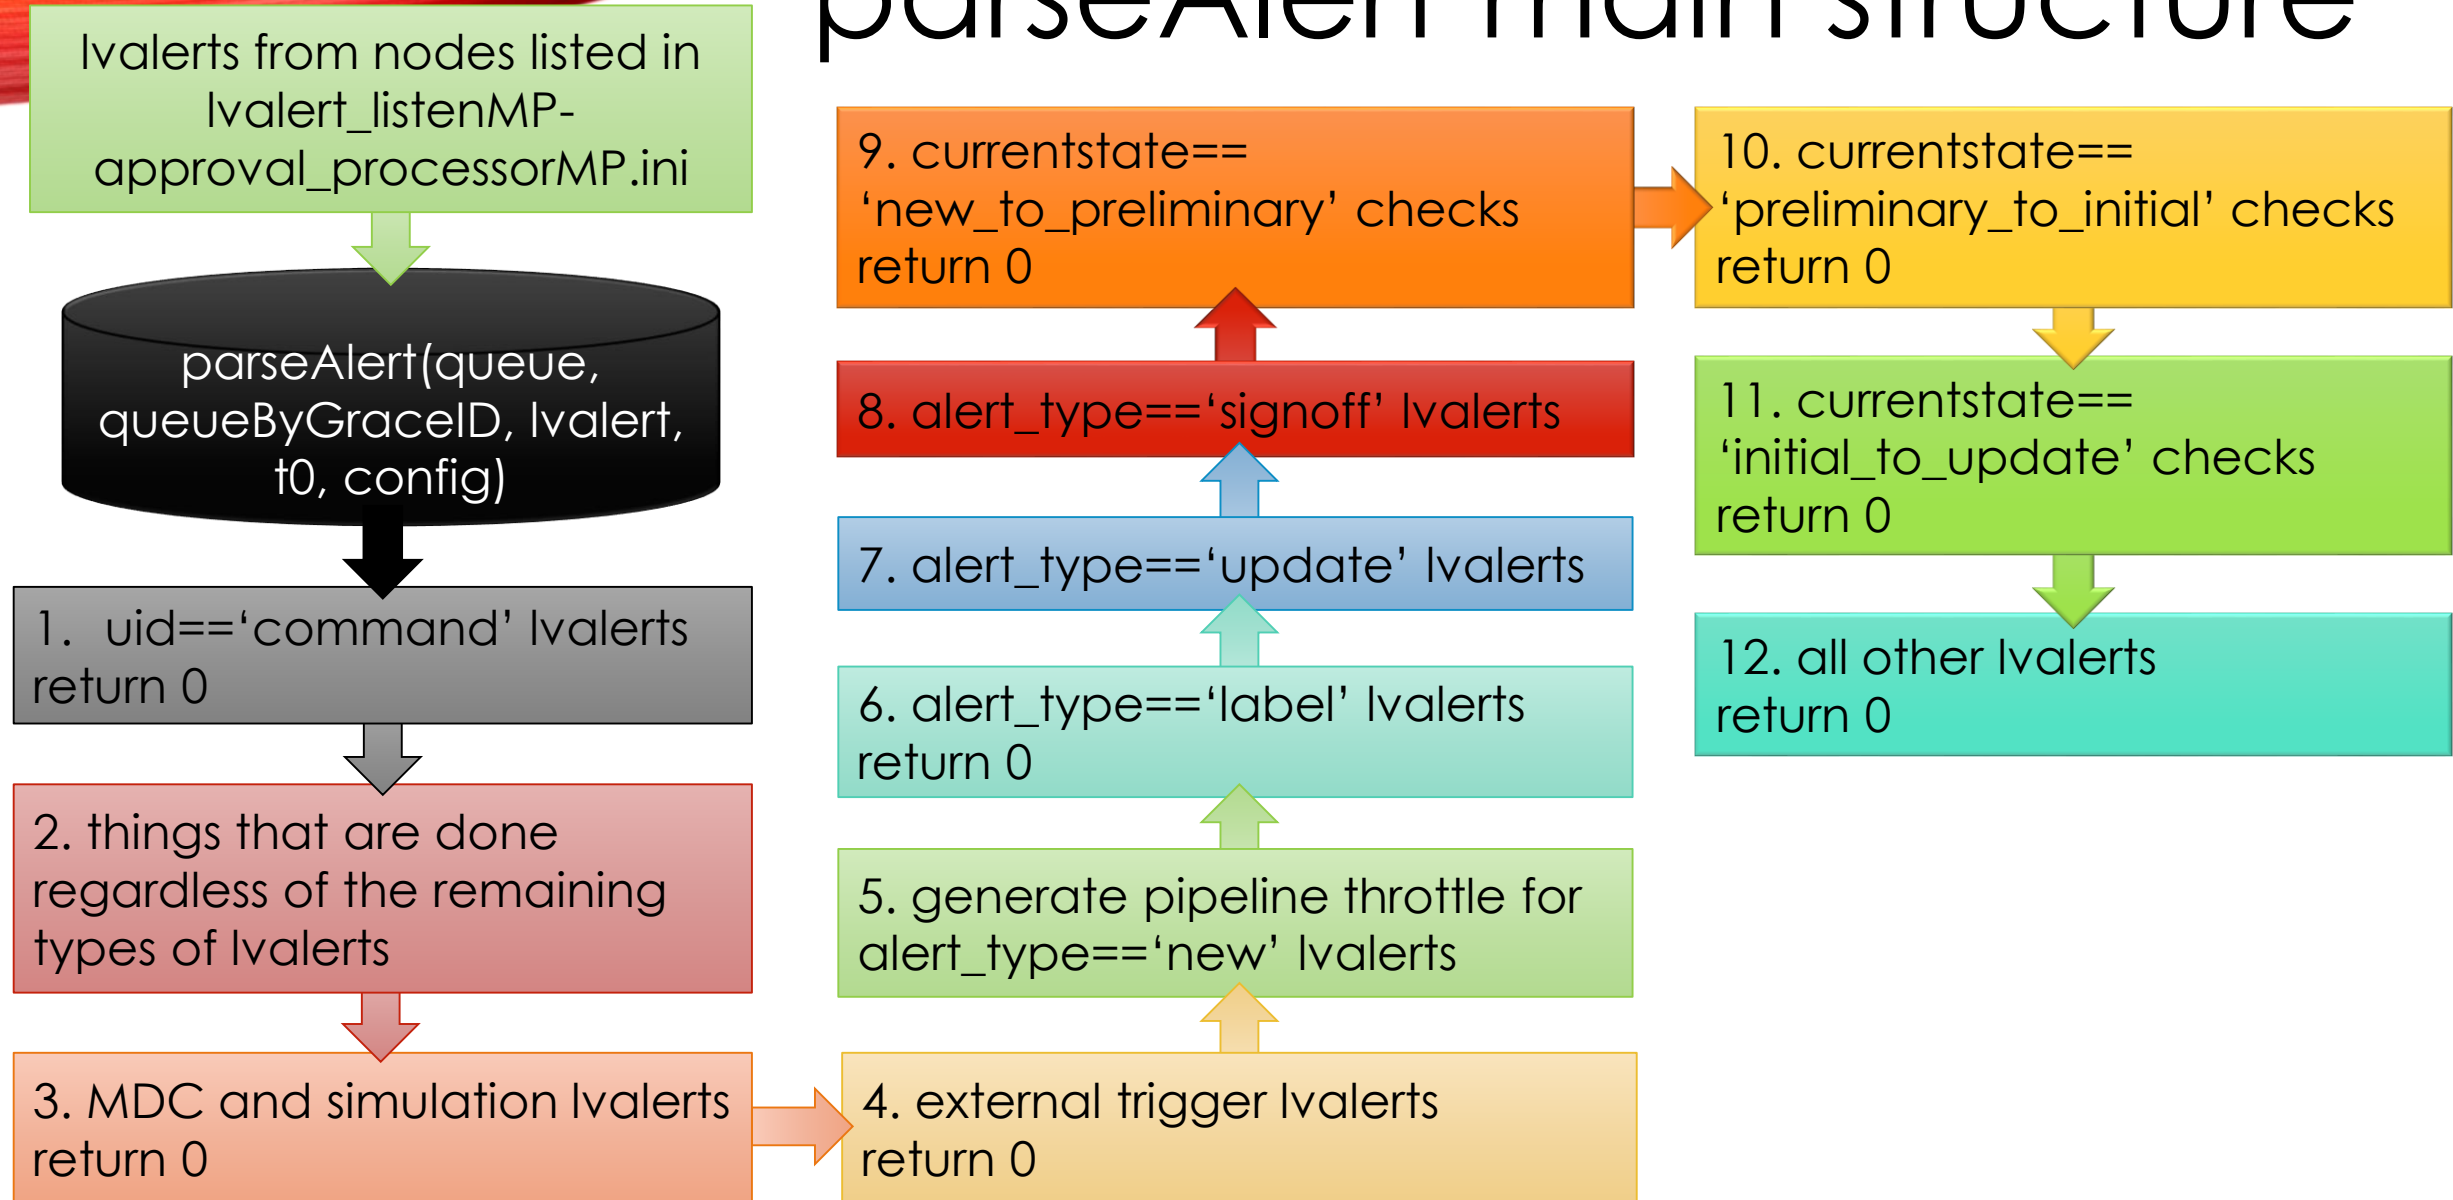 parseAlert main structure
lvalerts from nodes listed in
lvalert_listenMP-
approval_processorMP.ini
parseAlert(queue,
queueByGraceID, lvalert,
t0, config)
1. uid==‘command’ lvalerts
return 0
2. things that are done
regardless of the remaining
types of lvalerts
3. MDC and simulation lvalerts
return 0
4. external trigger lvalerts
return 0
5. generate pipeline throttle for
alert_type==‘new’ lvalerts
6. alert_type==‘label’ lvalerts
return 0
7. alert_type==‘update’ lvalerts
8. alert_type==‘signoff’ lvalerts
9. currentstate==
‘new_to_preliminary’ checks
return 0
10. currentstate==
‘preliminary_to_initial’ checks
return 0
11. currentstate==
‘initial_to_update’ checks
return 0
12. all other lvalerts
return 0